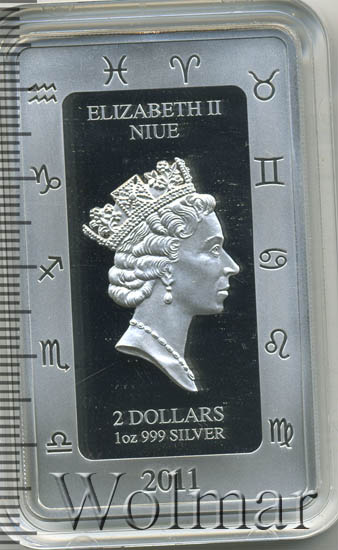 ELIZABETH II
NIUE
2 DOLLARS
1oz 999 SILVER
2011
Wolmar